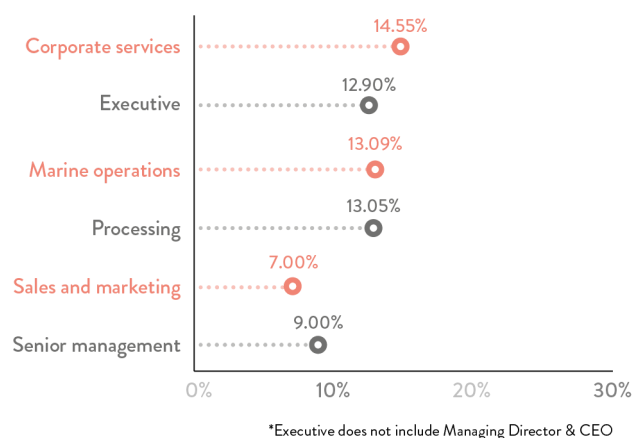 14.55%
Corporate services
12.90%
Executive
13.09%
Marine operations
13.05%
Processing
7.00%
Sales and marketing
9.00%
Senior management
0% 10% 20% 30%
*Executive does not include Managing Director & CEO